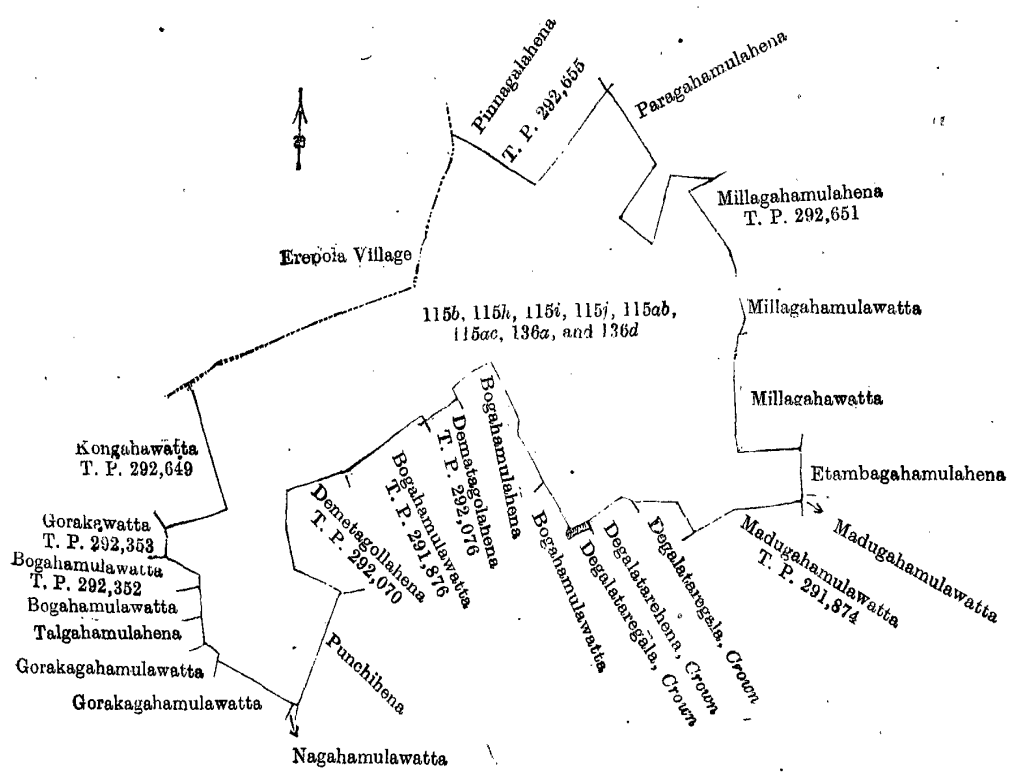 Pinnagalahena
T. P. 292,655
Paragahamulahena
Millagahamulahena
T. P. 292,651
Erepola Village
115b, 115h, 115i, 115j, 115ab,
115ac, 136a, and 136d
Millagahamulawatta
Millagahawatta
Kongahawatta
T. P. 292,649
Etambagahamulahena
Gorakawatta
T. P. 292,353
Bogahamulawatta
T. P. 292,352
Bogahamulawatta
Talgahamulahena
Gorakagahamulawatta
Gorakagahamulawatta
Nagahamulawatta
Punchihena
Demetagollahena
T. P. 292,070
Bogahamulawatta
T. P. 291,876
Dematagolahena
T. P. 292,076
Bogahamulahena
Bogahamulawatta
Degalataregala, Crown
Degalatarehena, Crown
Degalataregala, Crown
Madugahamulawatta
T. P. 291,874
Madugahamulawatta